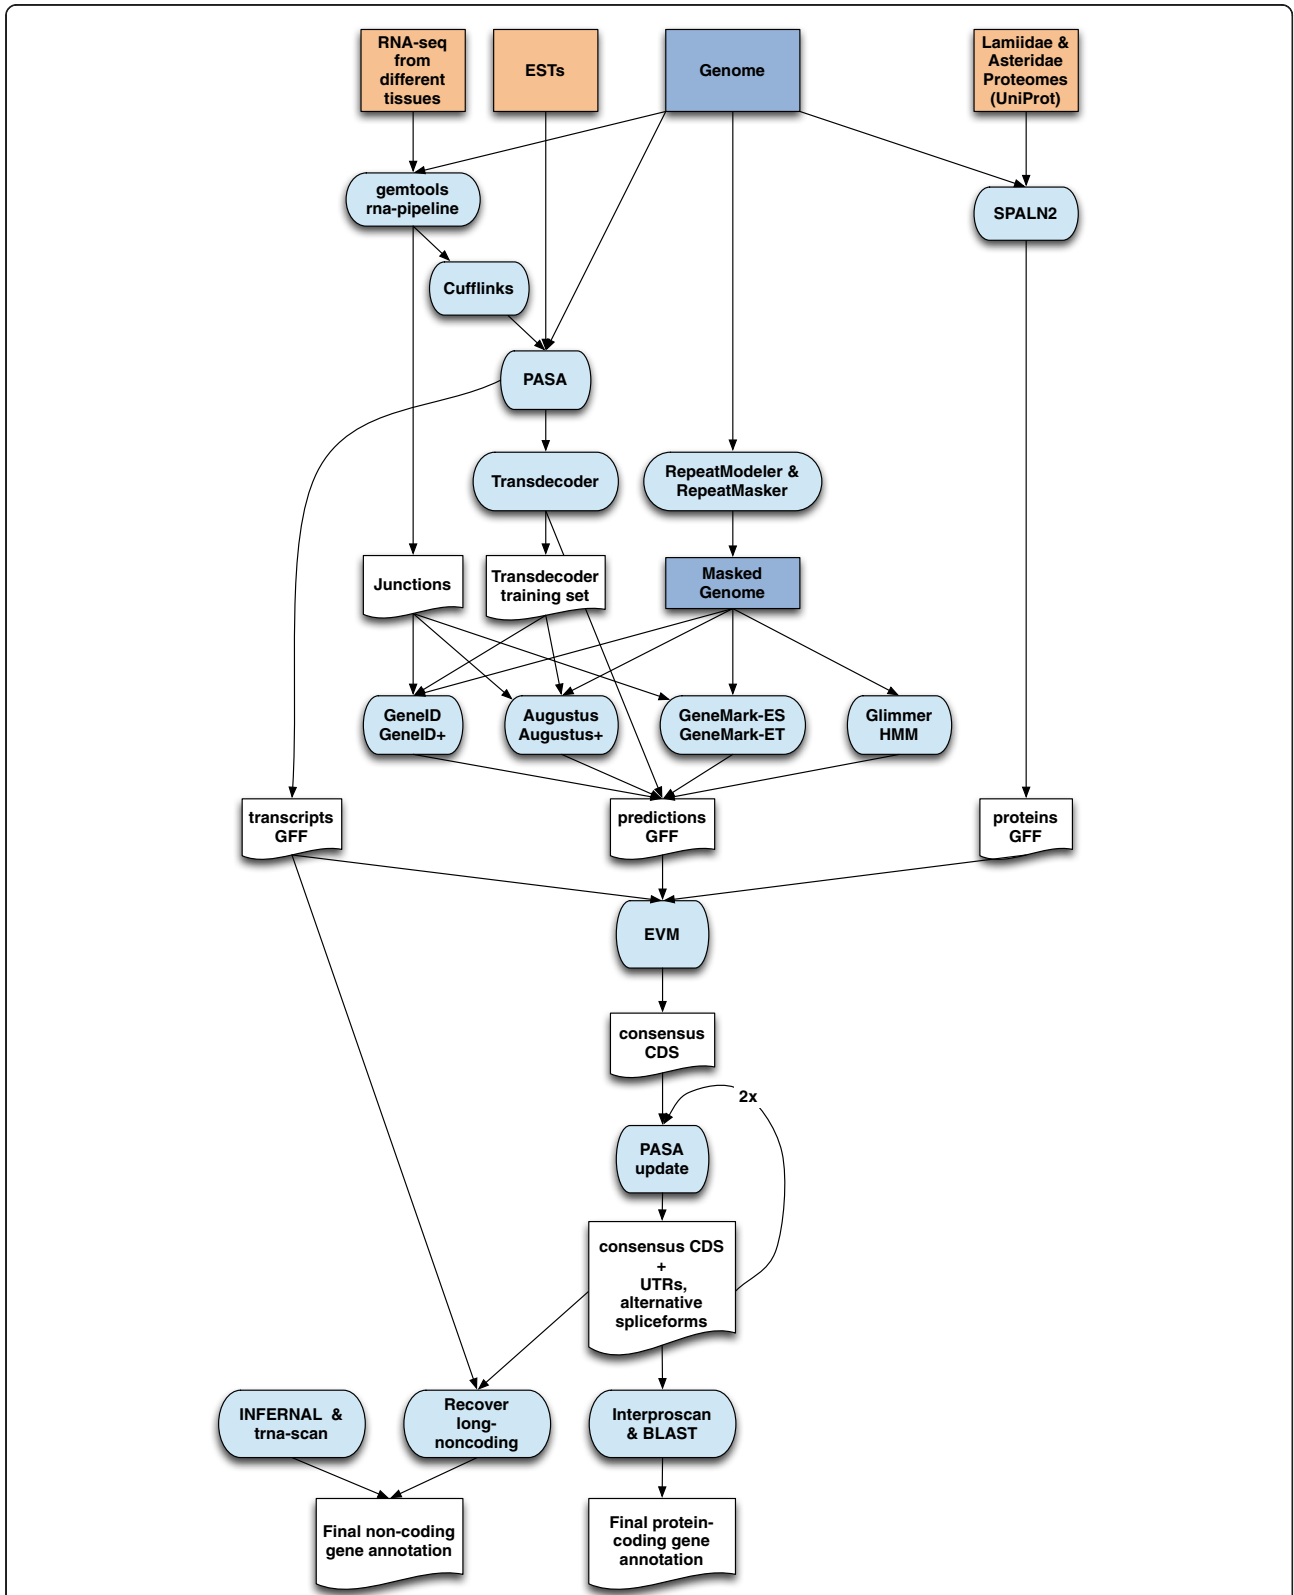 RNA-seq
from
different
tissues
ESTs
Genome
Lamiidae &
Asteridae
Proteomes
(UniProt)
gemtools
rna-pipeline
SPALN2
Cufflinks
PASA
Transdecoder
RepeatModeler &
RepeatMasker
Junctions
Transdecoder
training set
Masked
Genome
GeneID
GeneID+
Augustus
Augustus+
GeneMark-ES
GeneMark-ET
Glimmer
HMM
transcripts
GFF
predictions
GFF
proteins
GFF
EVM
consensus
CDS
2x
PASA
update
consensus CDS
+
UTRs,
alternative
spliceforms
INFERNAL &
trna-scan
Recover
long-
noncoding
Interproscan
& BLAST
Final non-coding
gene annotation
Final protein-
coding gene
annotation